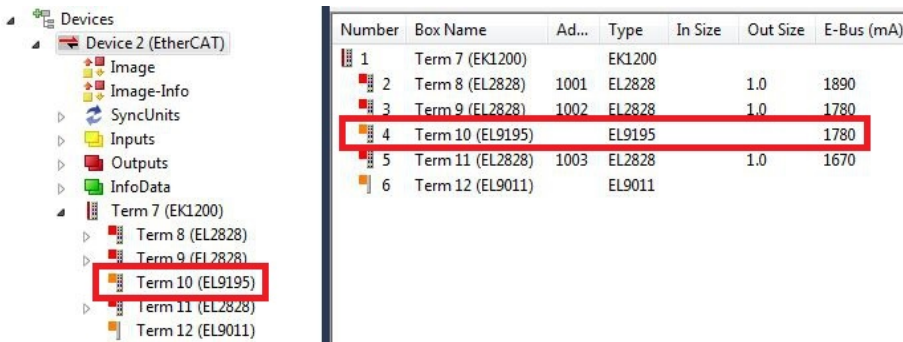 Devices
Device 2 (EtherCAT)
Image
Image-Info
SyncUnits
Inputs
Outputs
InfoData
Term 7 (EK1200)
Term 8 (EL2828)
Term 9 (EL2828)
Term 10 (EL9195)
Term 11 (EL2828)
Term 12 (EL9011)
Number Box Name Ad... Type In Size Out Size E-Bus (mA)
1 Term 7 (EK1200) EK1200
2 Term 8 (EL2828) 1001 EL2828 1.0 1890
3 Term 9 (EL2828) 1002 EL2828 1.0 1780
4 Term 10 (EL9195) EL9195 1780
5 Term 11 (EL2828) 1003 EL2828 1.0 1670
6 Term 12 (EL9011) EL9011